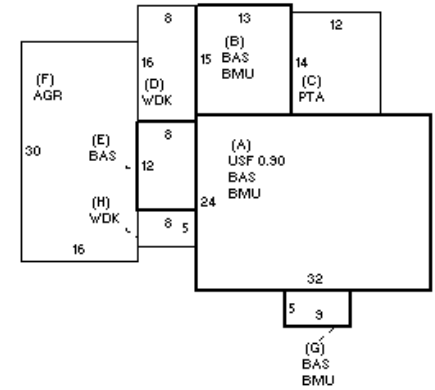 8
13
12
16
(D)
WDK
15
(B)
BAS
BMU
14
(C)
PTA
(F)
AGR
30
16
(E)
BAS
8
12
(H)
WDK
8
5
(A)
USF 0.90
BAS
BMU
24
32
5
9
(G)
BAS
BMU